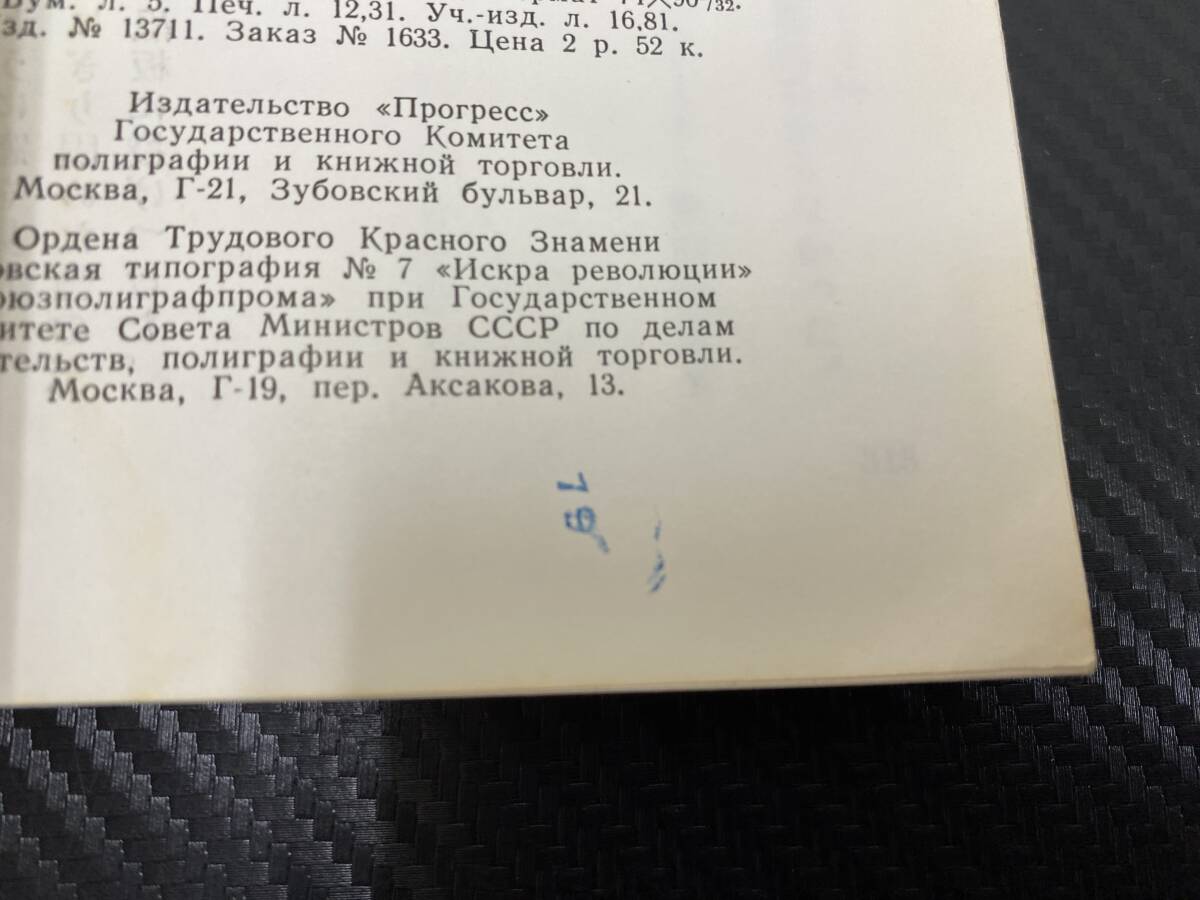 Бум. л. 5. Печ. л. 12,31. Уч.-изд. л. 16,81.
зд. № 13711. Заказ № 1633. Цена 2 р. 52 к.
Издательство «Прогресс»
Государственного Комитета
полиграфии и книжной торговли.
Москва, Г-21, Зубовский бульвар, 21.
Ордена Трудового Красного Знамени
овская типография № 7 «Искра революции»
оюзполиграфпрома» при Государственном
итете Совета Министров СССР по делам
тельств, полиграфии и книжной торговли.
Москва, Г-19, пер. Аксакова, 13.